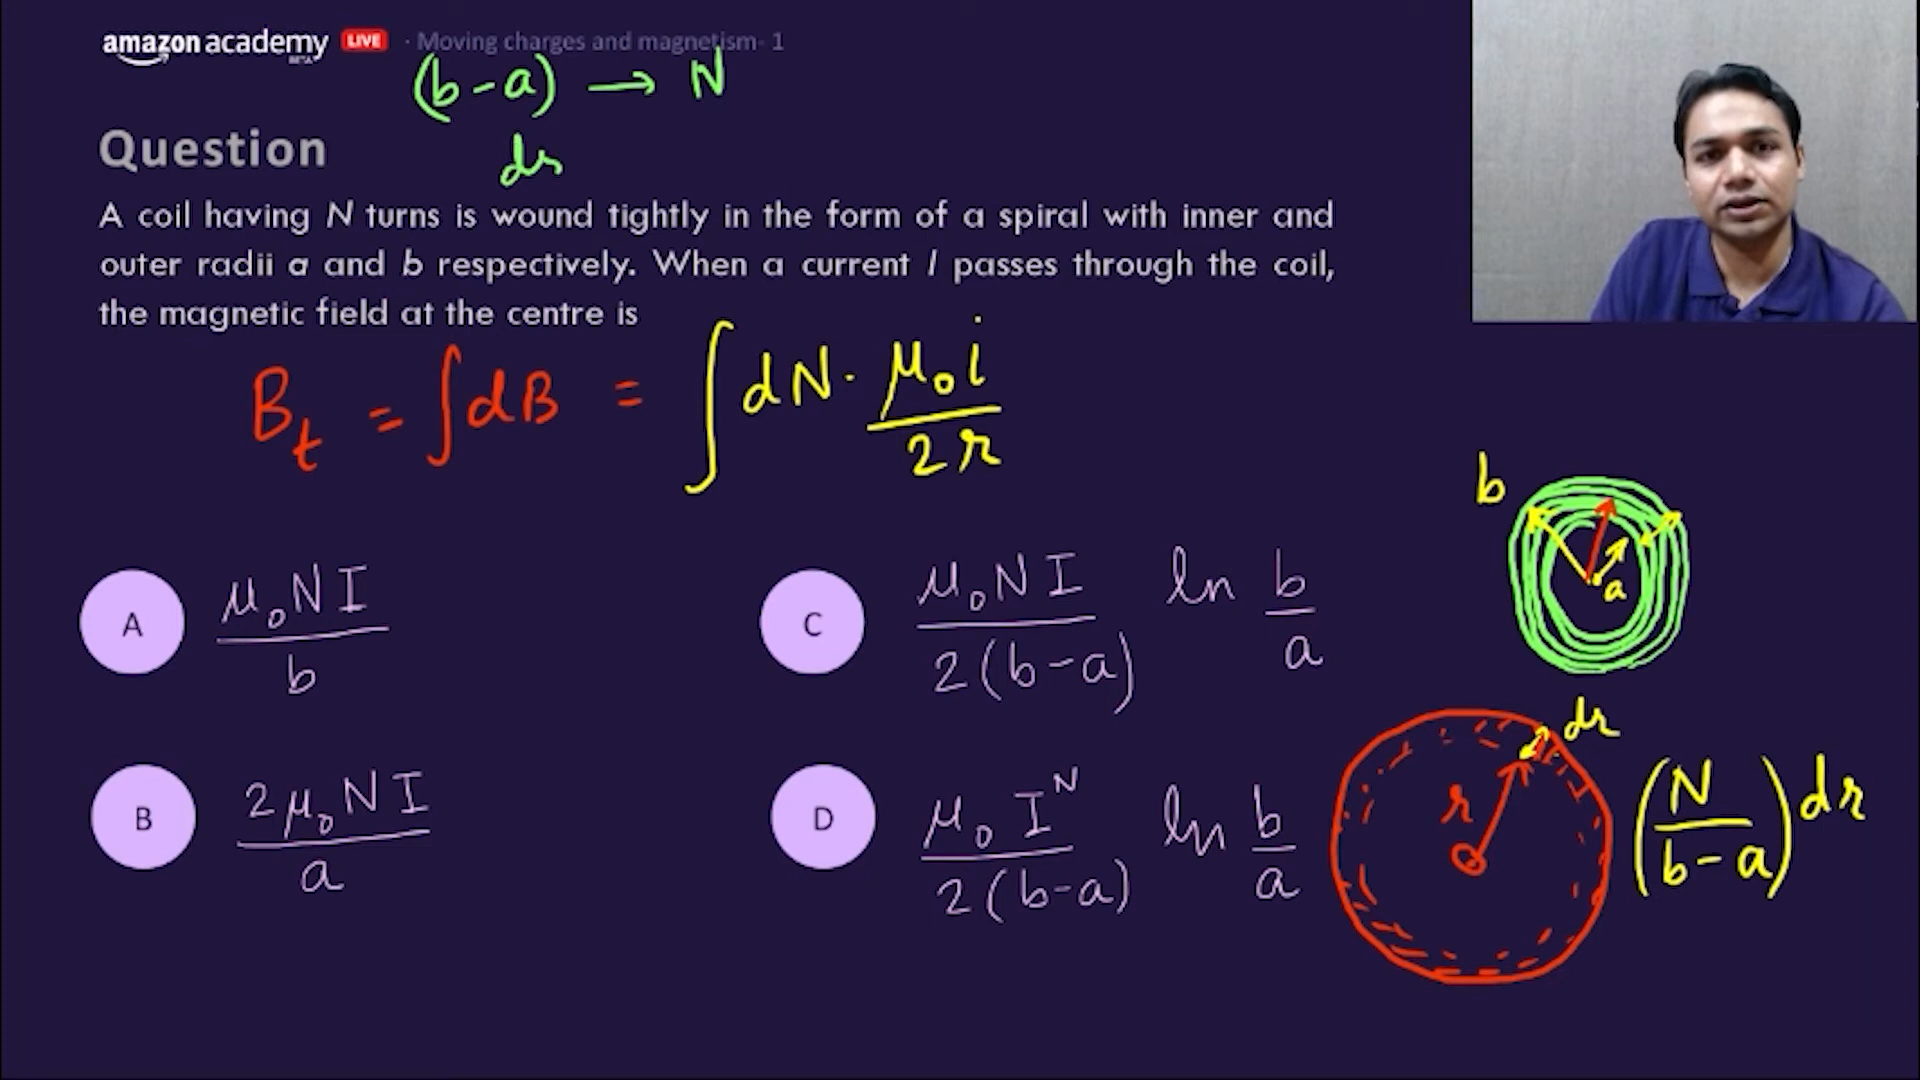 amazon academy LIVE · Moving charges and magnetism- 1
BETA
(b-a) → N
dr
Question
A coil having N turns is wound tightly in the form of a spiral with inner and
outer radii a and b respectively. When a current I passes through the coil,
the magnetic field at the centre is
B_t = ∫dB = ∫dN · μ₀i / 2r
A μ₀NI / b
B 2μ₀NI / a
C μ₀NI / 2(b-a) ln b/a
D μ₀I^N / 2(b-a) ln b/a
b
a
dr
r
(N / b-a) dr